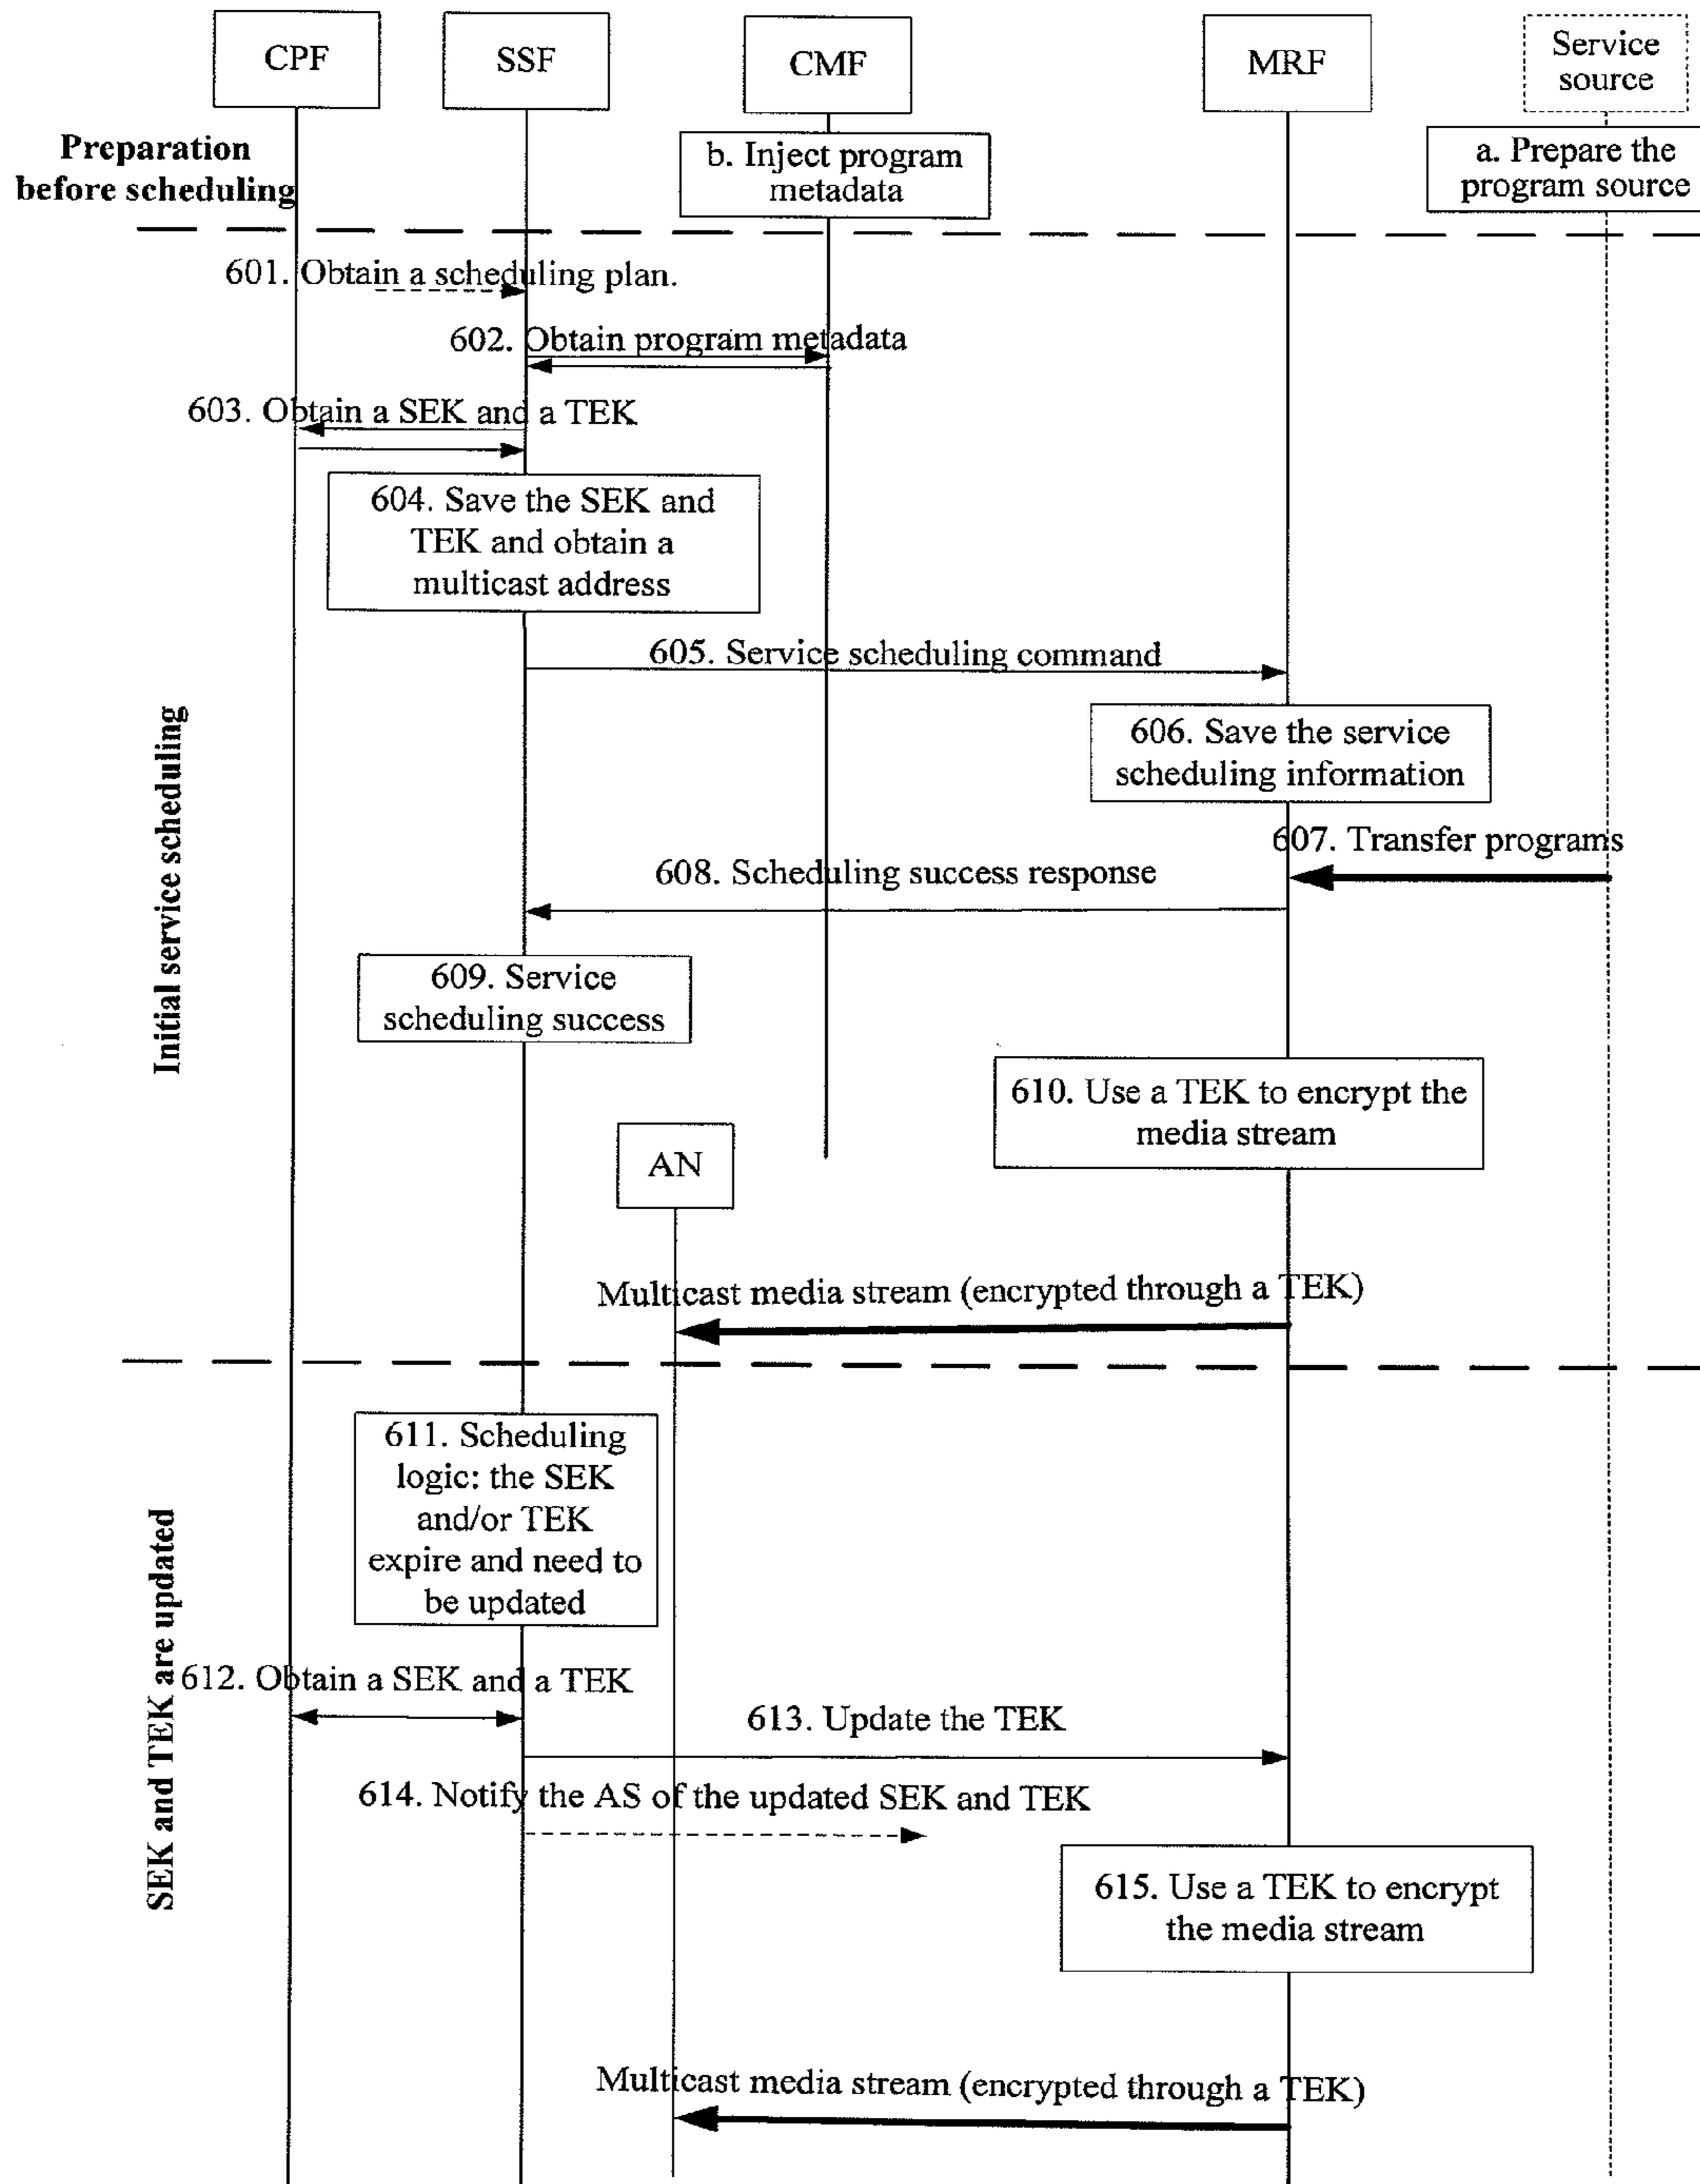 CPF
SSF
CMF
MRF
Service
source
Preparation
before scheduling
b. Inject program
metadata
a. Prepare the
program source
601. Obtain a scheduling plan.
602. Obtain program metadata
603. Obtain a SEK and a TEK
604. Save the SEK and
TEK and obtain a
multicast address
605. Service scheduling command
606. Save the service
scheduling information
607. Transfer programs
608. Scheduling success response
Initial service scheduling
609. Service
scheduling success
610. Use a TEK to encrypt the
media stream
AN
Multicast media stream (encrypted through a TEK)
611. Scheduling
logic: the SEK
and/or TEK
expire and need to
be updated
SEK and TEK are updated
612. Obtain a SEK and a TEK
613. Update the TEK
614. Notify the AS of the updated SEK and TEK
615. Use a TEK to encrypt
the media stream
Multicast media stream (encrypted through a TEK)